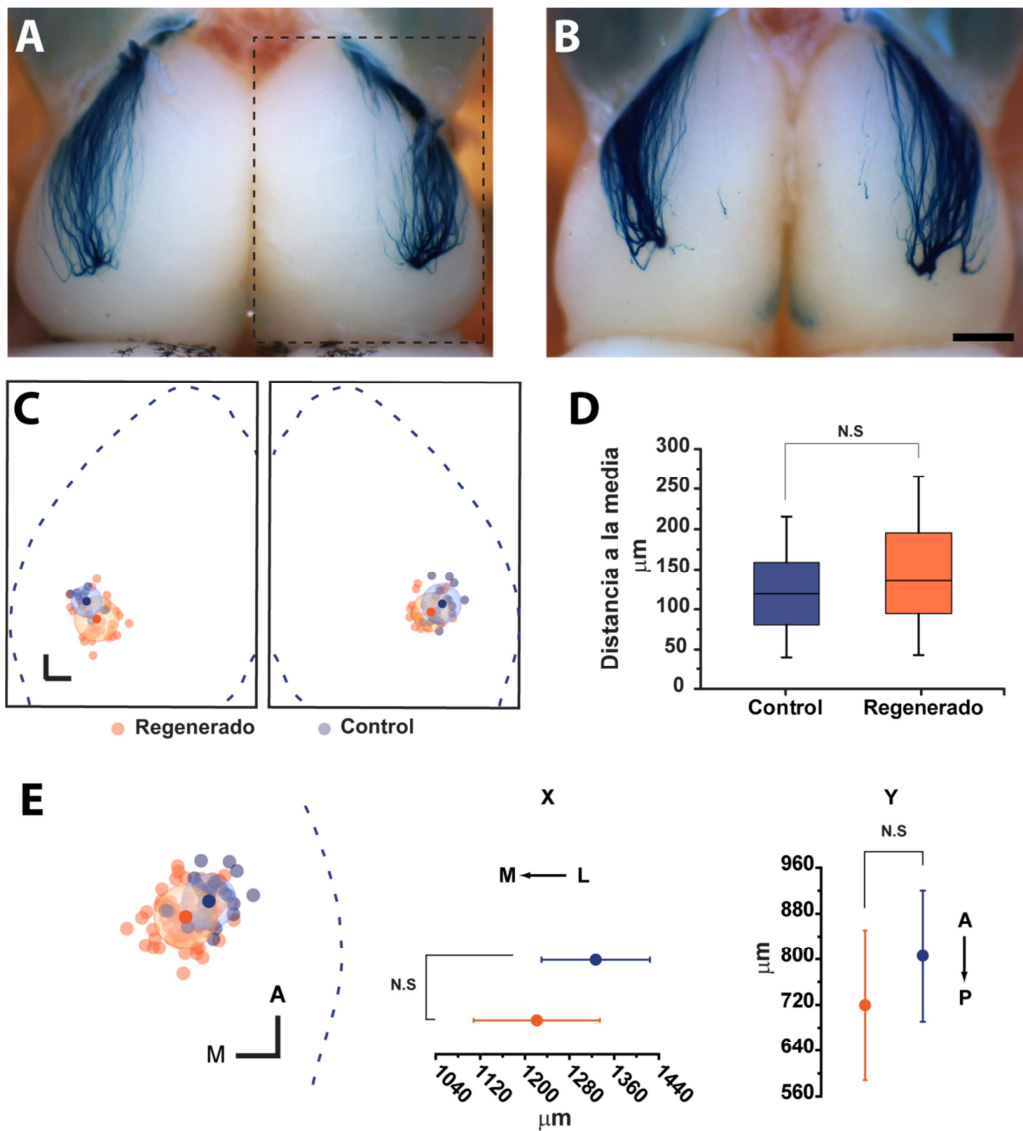 A
B
C
D
Regenerado
Control
Distancia a la media
μm
300
250
200
150
100
50
0
N.S
Control
Regenerado
E
A
M
X
M
L
N.S
1040
1120
1200
1280
1360
1440
μm
Y
N.S
960
880
800
720
640
560
μm
A
P